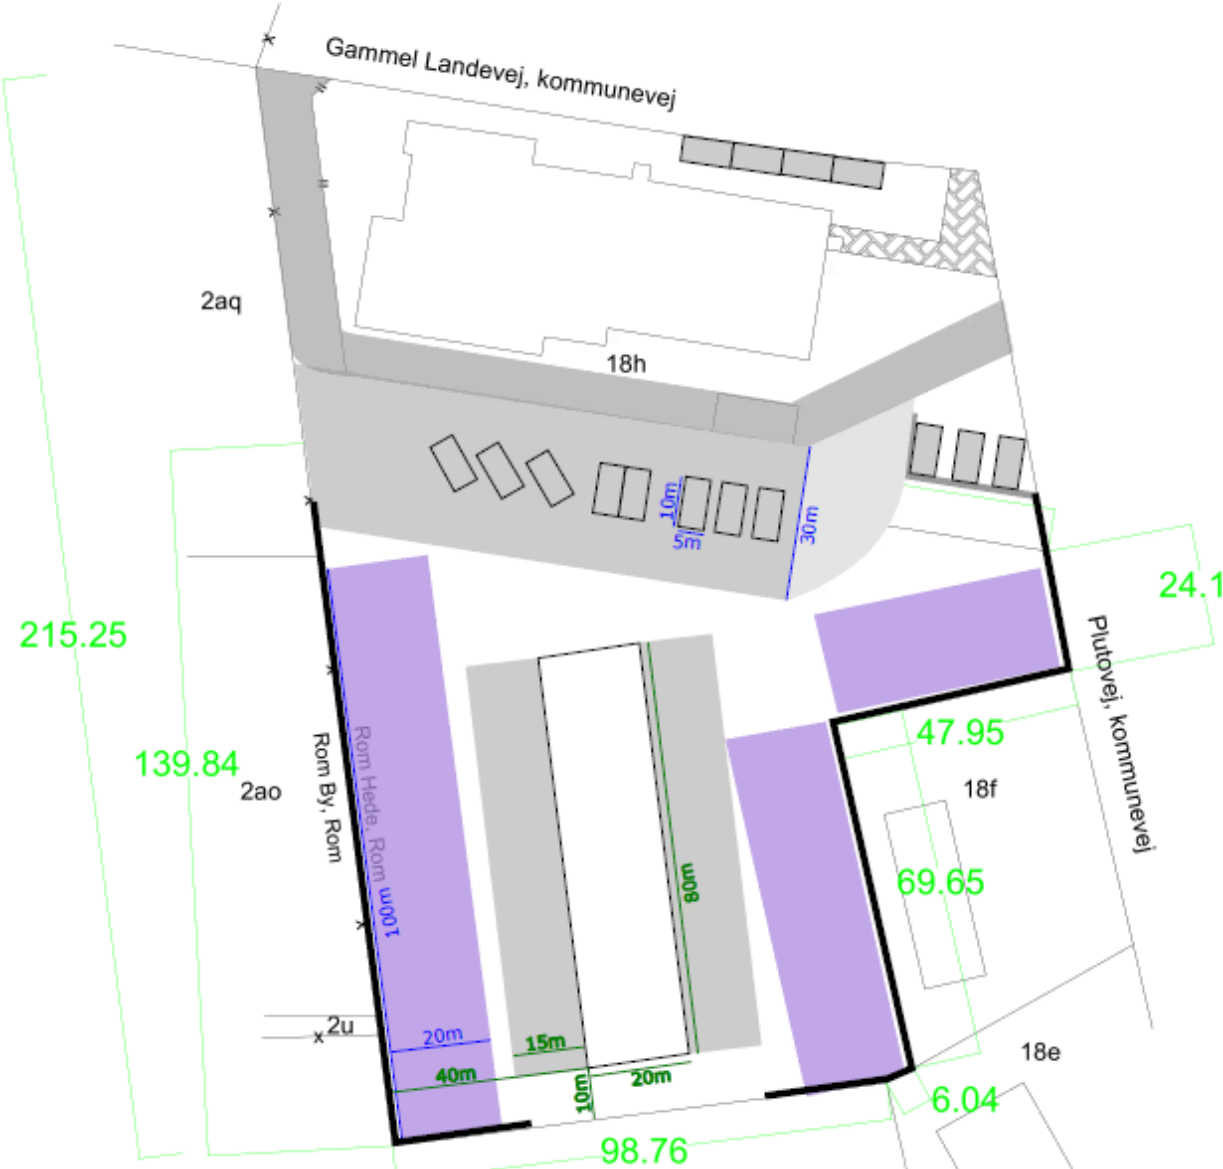 Gammel Landevej, kommunevej
2aq
18h
10m
5m
30m
24.1
215.25
Plutovej, kommunevej
139.84
2ao
Rom By, Rom
Rom Hede, Rom
100m
47.95
18f
80m
69.65
2u
20m
15m
40m
10m
20m
18e
6.04
98.76